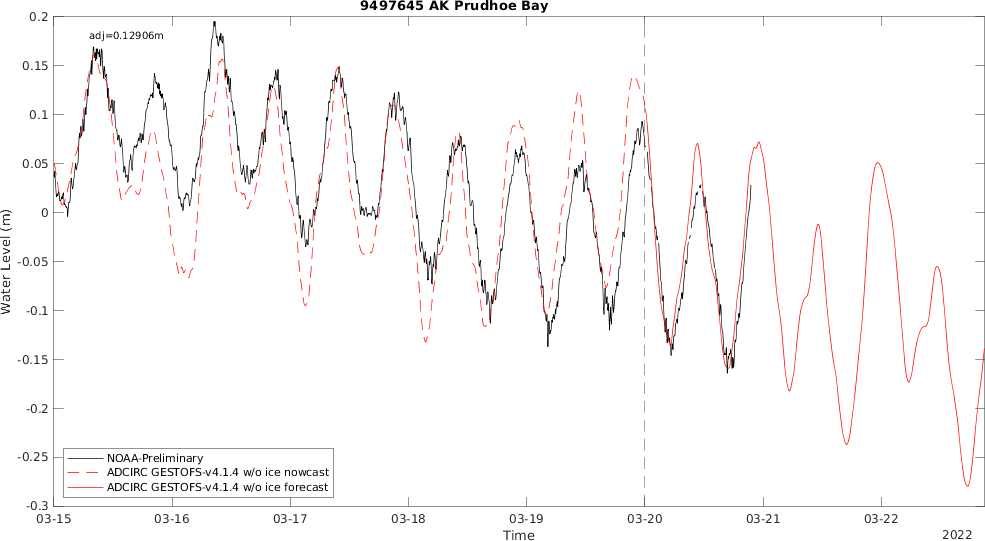 9497645 AK Prudhoe Bay
adj=0.12906m
0.2
0.15
0.1
0.05
0
-0.05
-0.1
-0.15
-0.2
-0.25
-0.3
Water Level (m)
NOAA-Preliminary
ADCIRC GESTOFS-v4.1.4 w/o ice nowcast
ADCIRC GESTOFS-v4.1.4 w/o ice forecast
03-15 03-16 03-17 03-18 03-19 03-20 03-21 03-22
Time
2022